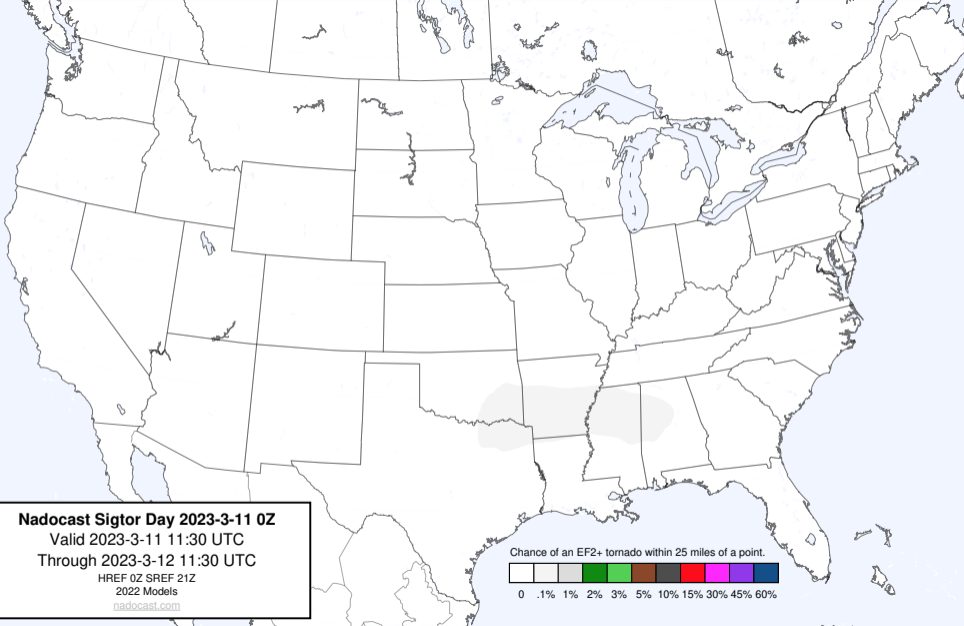 Nadocast Sigtor Day 2023-3-11 0Z
Valid 2023-3-11 11:30 UTC
Through 2023-3-12 11:30 UTC
HREF 0Z SREF 21Z
2022 Models
nadocast.com
Chance of an EF2+ tornado within 25 miles of a point.
0 .1% 1% 2% 3% 5% 10% 15% 30% 45% 60%